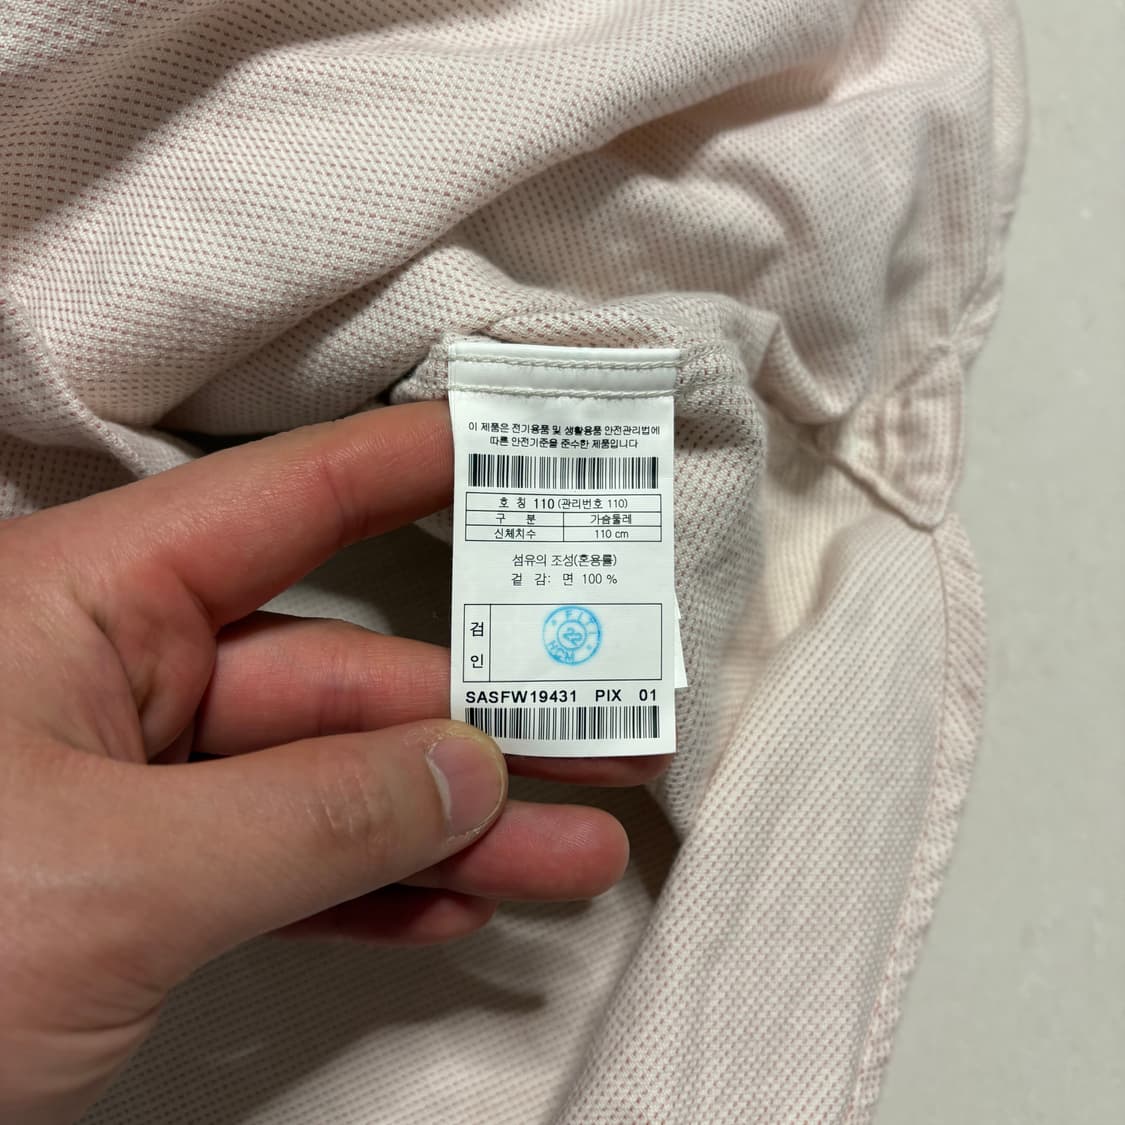 이 제품은 전기용품 및 생활용품 안전관리법에
따른 안전기준을 준수한 제품입니다
호 칭 110 (관리번호 110)
구 분 가슴둘레
신체치수 110 cm
섬유의 조성(혼용률)
겉 감: 면 100 %
검
인
FITI
HCM
SASFW19431 PIX 01